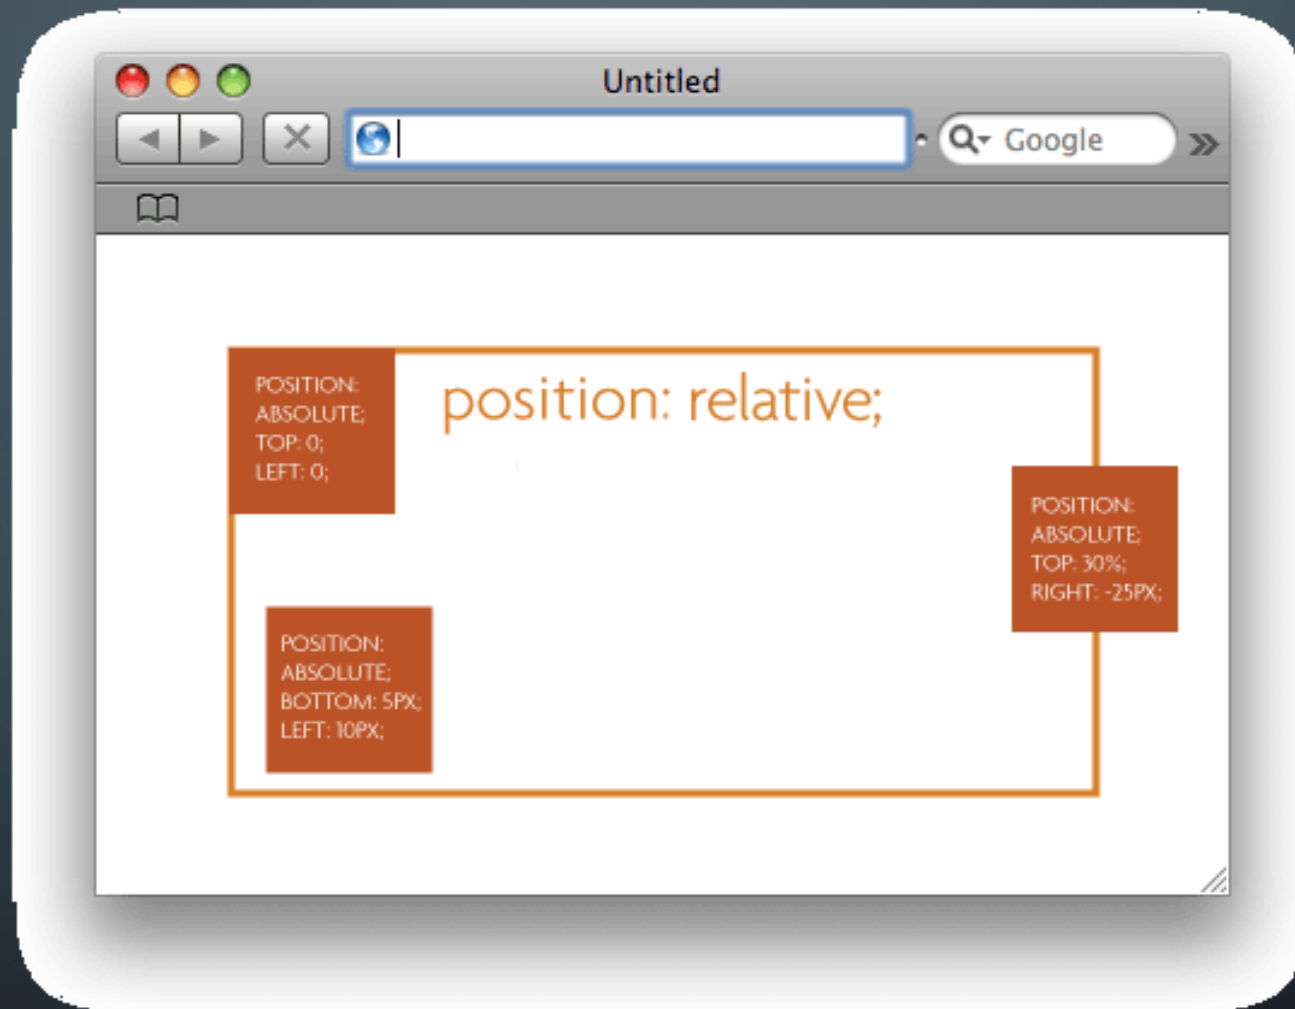 Untitled
Google
position: relative;
POSITION:
ABSOLUTE;
TOP: 0;
LEFT: 0;
POSITION:
ABSOLUTE;
TOP: 30%;
RIGHT: -25PX;
POSITION:
ABSOLUTE;
BOTTOM: 5PX;
LEFT: 10PX;